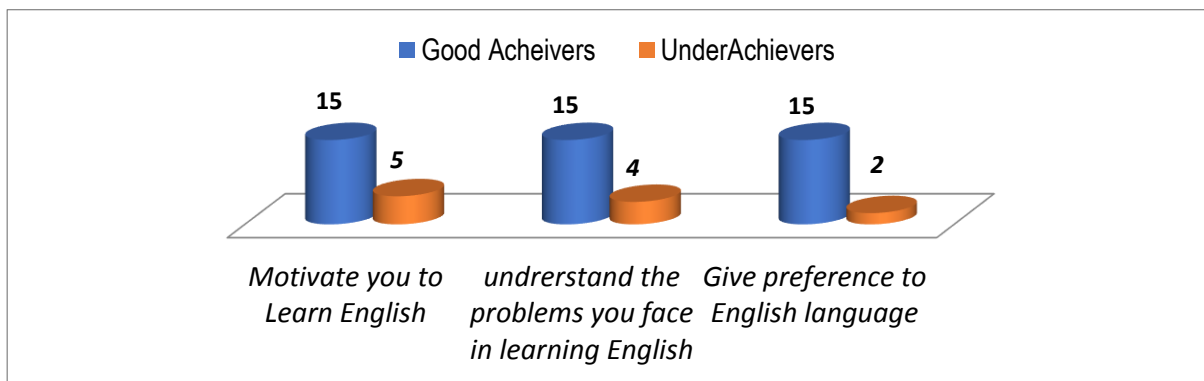 Good Acheivers UnderAchievers
15 15 15
5 4 2
Motivate you to Learn English
undrerstand the problems you face in learning English
Give preference to English language